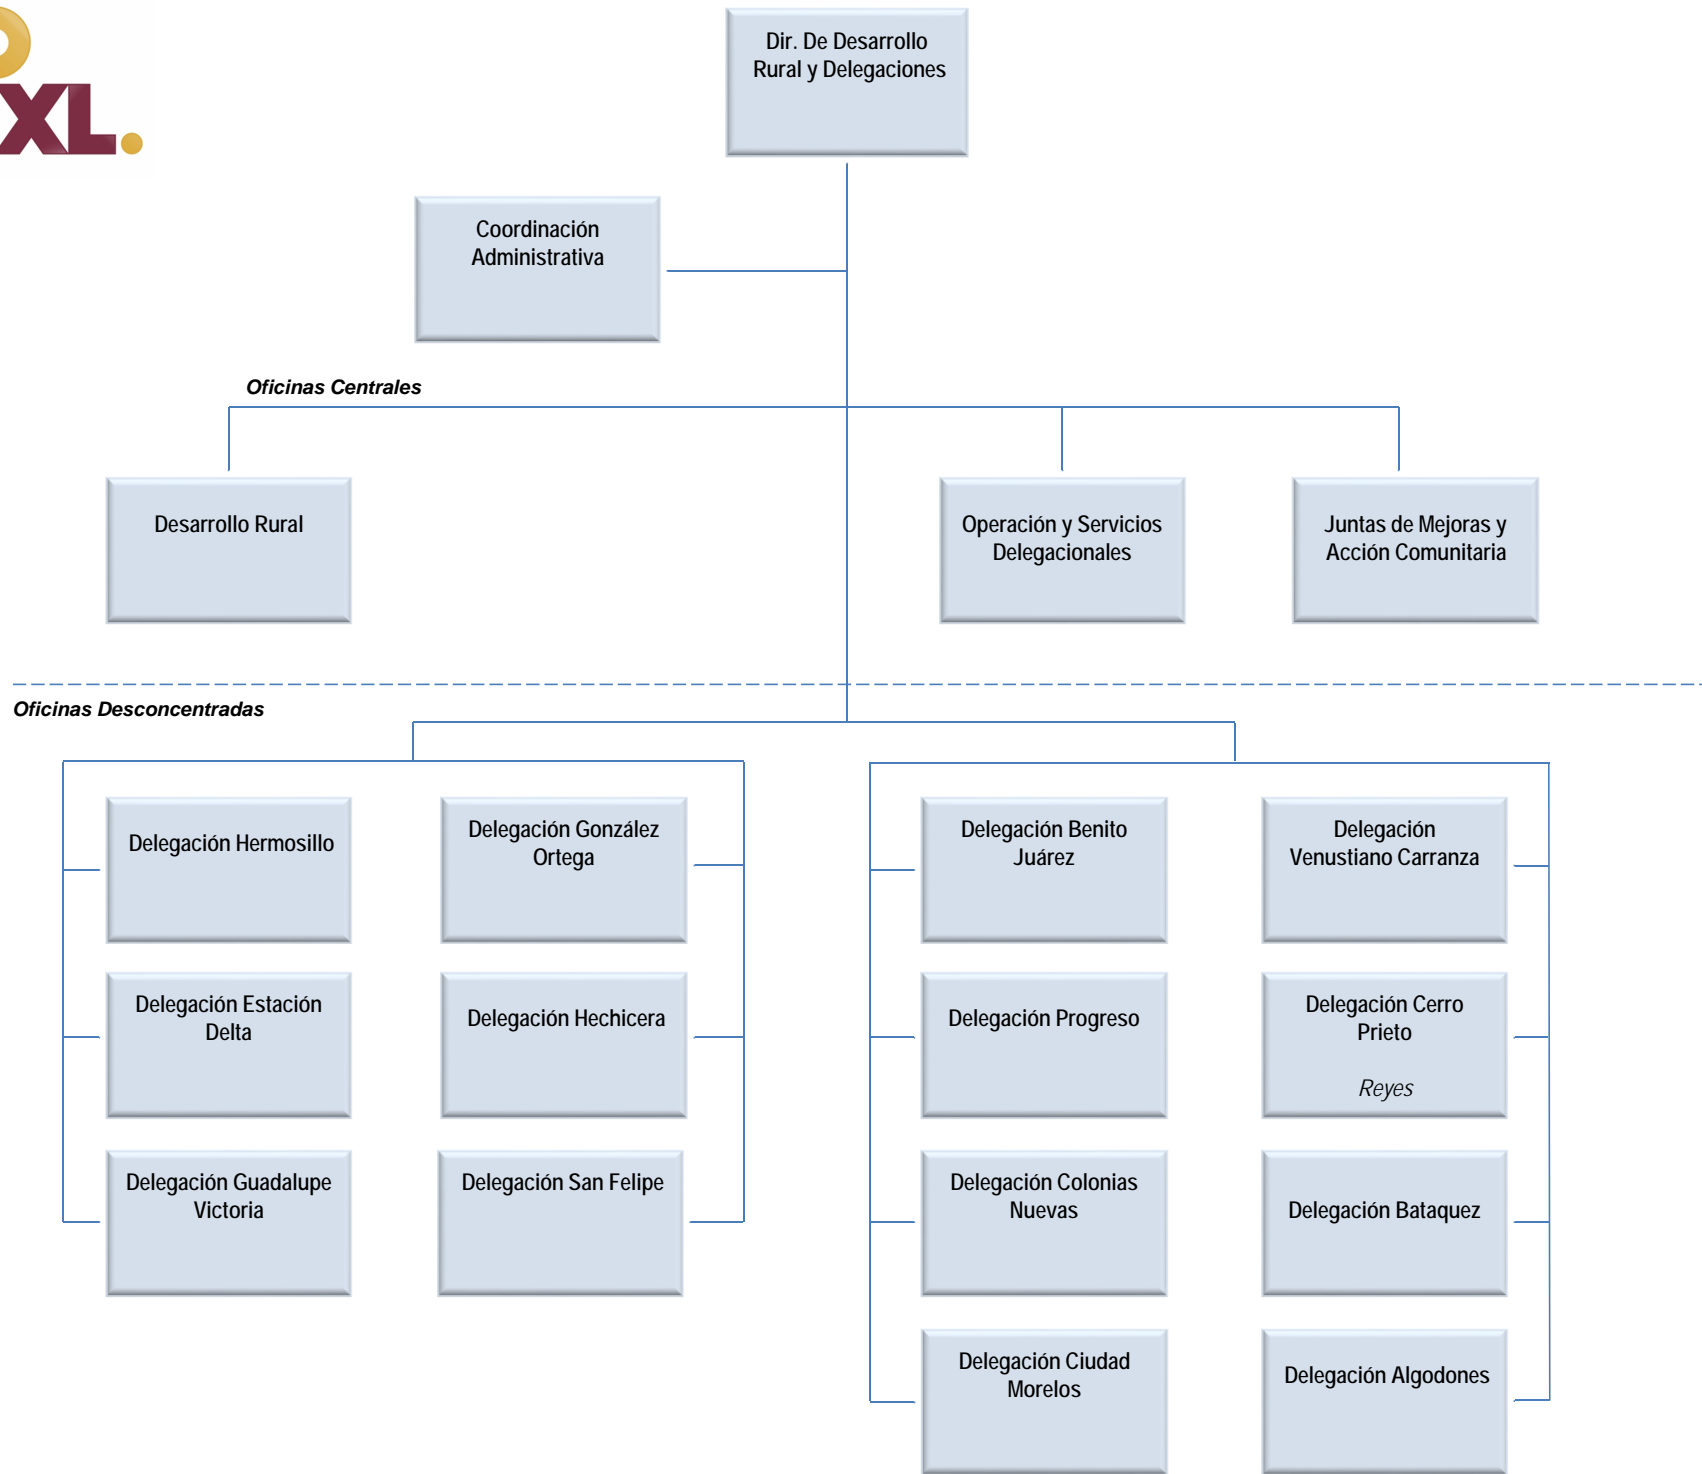 XL.
Dir. De Desarrollo
Rural y Delegaciones
Coordinación
Administrativa
Oficinas Centrales
Desarrollo Rural
Operación y Servicios
Delegacionales
Juntas de Mejoras y
Acción Comunitaria
Oficinas Desconcentradas
Delegación Hermosillo
Delegación González
Ortega
Delegación Benito
Juárez
Delegación
Venustiano Carranza
Delegación Estación
Delta
Delegación Hechicera
Delegación Progreso
Delegación Cerro
Prieto
Reyes
Delegación Guadalupe
Victoria
Delegación San Felipe
Delegación Colonias
Nuevas
Delegación Bataquez
Delegación Ciudad
Morelos
Delegación Algodones